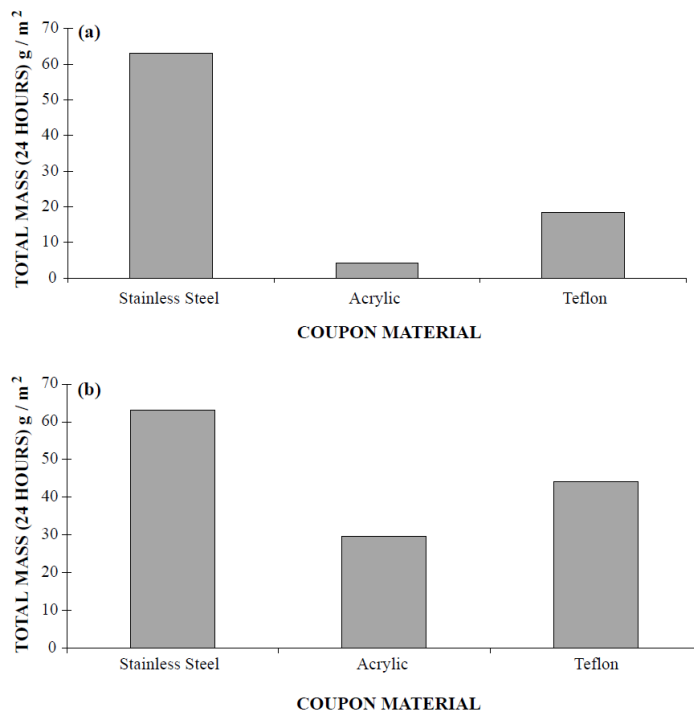 (a)
TOTAL MASS (24 HOURS) g / m²
70
60
50
40
30
20
10
0
Stainless Steel Acrylic Teflon
COUPON MATERIAL
(b)
TOTAL MASS (24 HOURS) g / m²
70
60
50
40
30
20
10
0
Stainless Steel Acrylic Teflon
COUPON MATERIAL